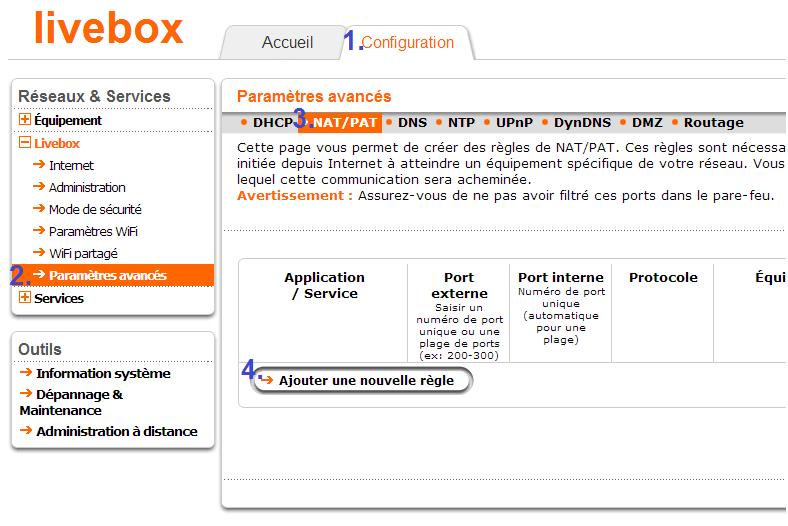 livebox
Accueil
1. Configuration
Réseaux & Services
Équipement
Livebox
Internet
Administration
Mode de sécurité
Paramètres WiFi
WiFi partagé
2. Paramètres avancés
Services
Outils
Information système
Dépannage &
Maintenance
Administration à distance
Paramètres avancés
DHCP 3. NAT/PAT DNS NTP UPnP DynDNS DMZ Routage
Cette page vous permet de créer des règles de NAT/PAT. Ces règles sont nécessa
initiée depuis Internet à atteindre un équipement spécifique de votre réseau. Vous
lequel cette communication sera acheminée.
Avertissement : Assurez-vous de ne pas avoir filtré ces ports dans le pare-feu.
Application
/ Service
Port
externe
Saisir un
numéro de port
unique ou une
plage de ports
(ex: 200-300)
Port interne
Numéro de port
unique
(automatique
pour une
plage)
Protocole
Équi
4. Ajouter une nouvelle règle